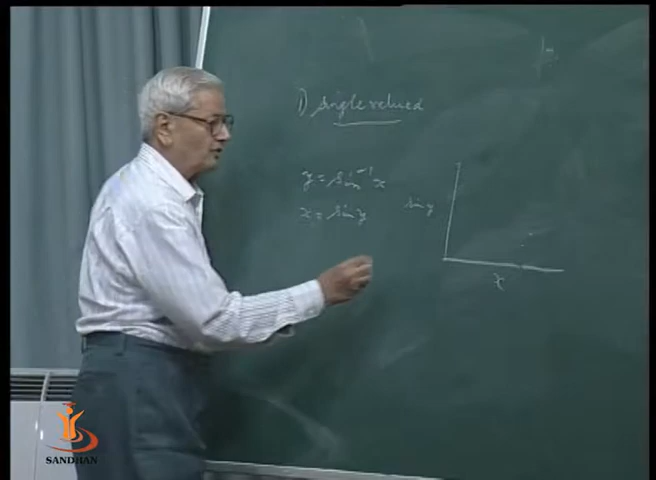 1) single valued
y = sin⁻¹ x
x = sin y
sin y
x
SANDHAN